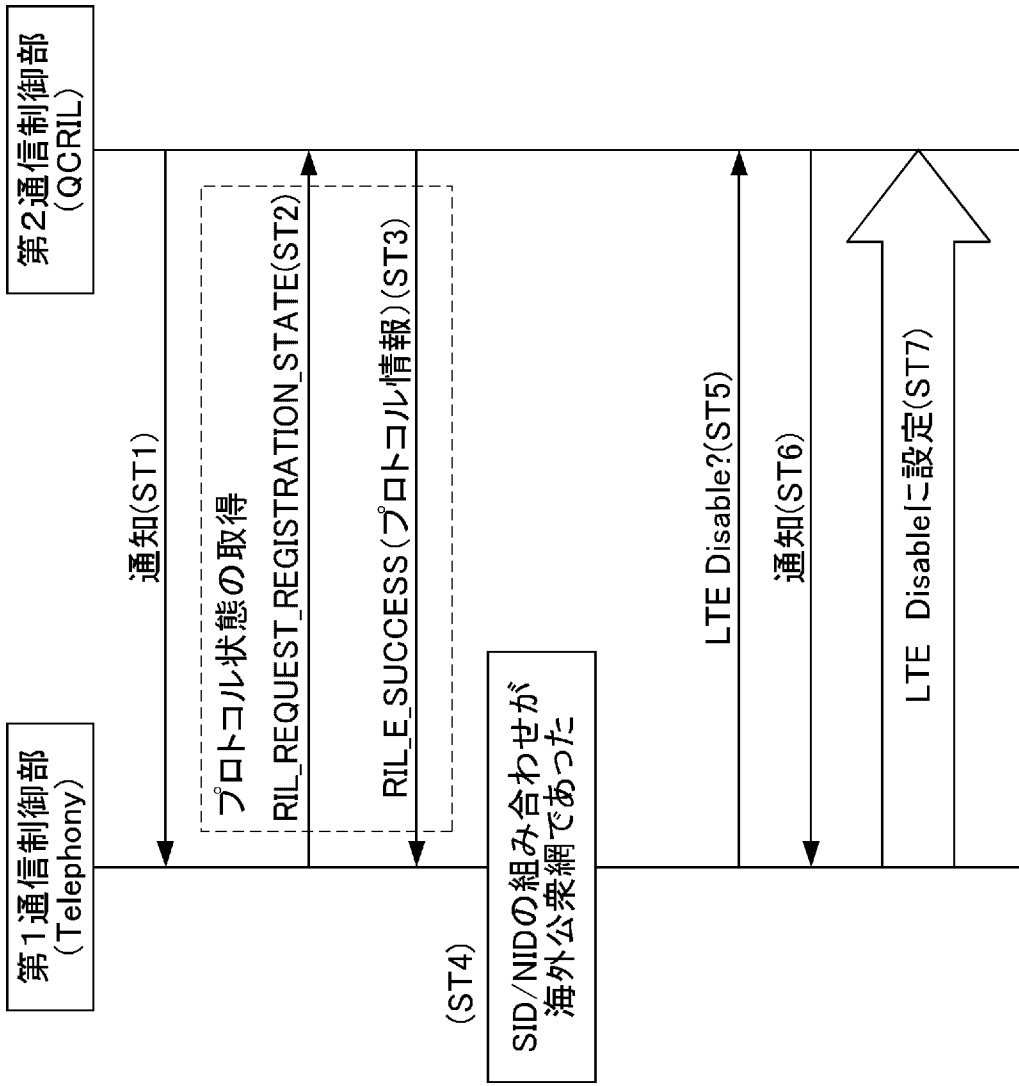 第1通信制御部
(Telephony)
第2通信制御部
(QCRIL)
通知(ST1)
プロトコル状態の取得
RIL_REQUEST_REGISTRATION_STATE(ST2)
RIL_E_SUCCESS(プロトコル情報)(ST3)
(ST4)
SID/NIDの組み合わせが
海外公衆網であった
LTE Disable?(ST5)
通知(ST6)
LTE Disableに設定(ST7)